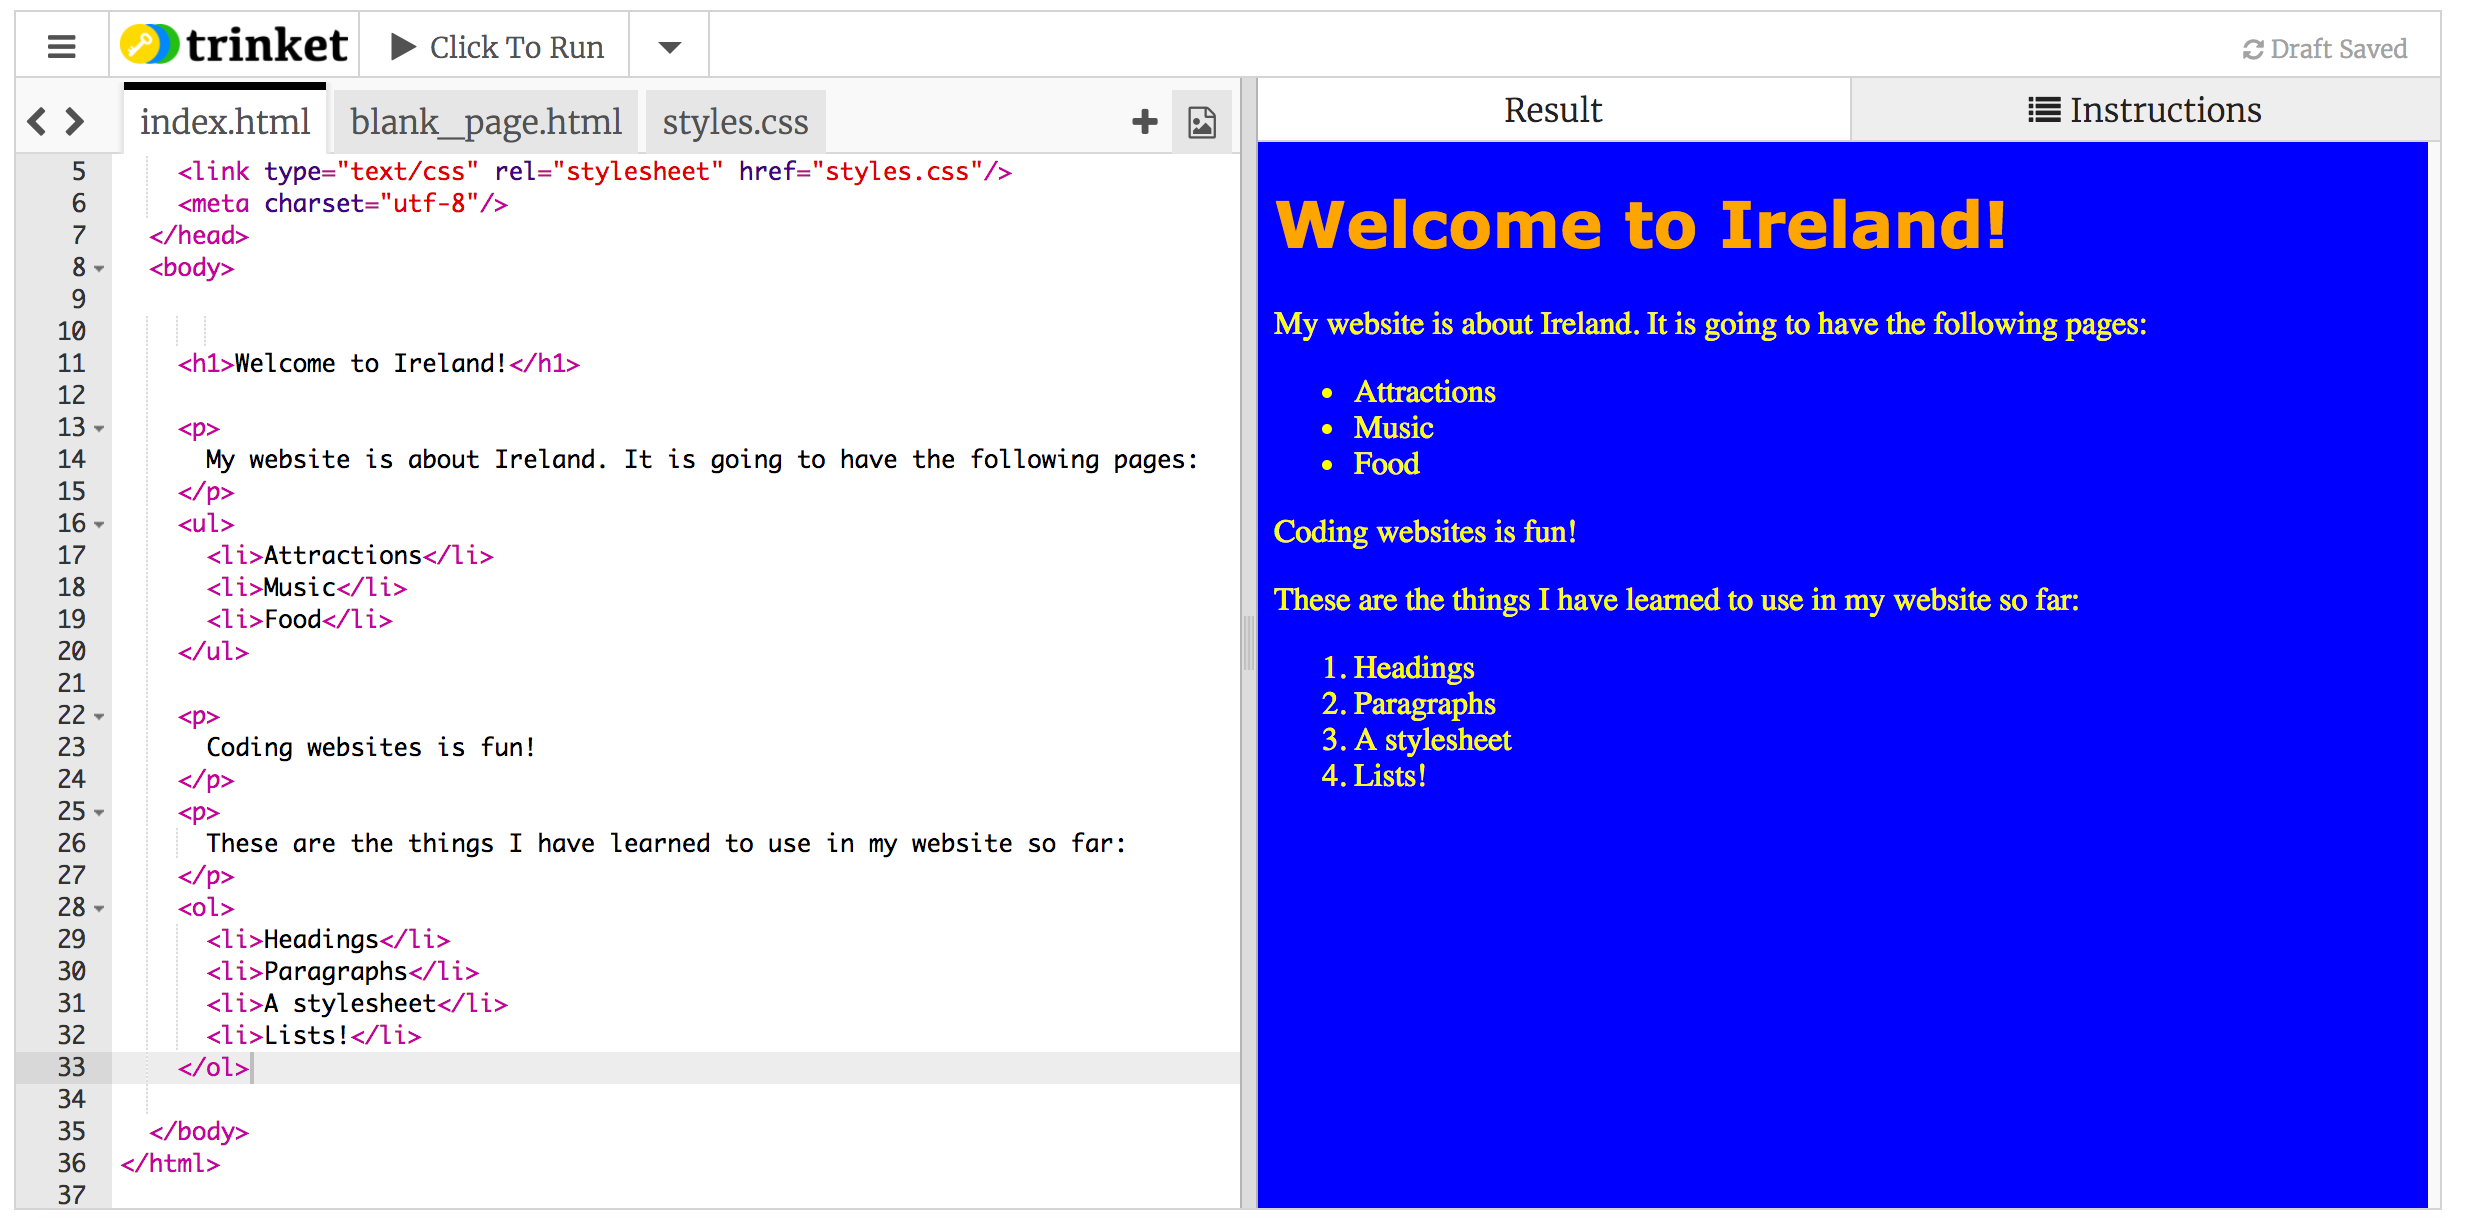 trinket Click To Run Draft Saved
index.html blank_page.html styles.css
5 <link type="text/css" rel="stylesheet" href="styles.css"/>
6 <meta charset="utf-8"/>
7 </head>
8 <body>
9
10
11 <h1>Welcome to Ireland!</h1>
12
13 <p>
14 My website is about Ireland. It is going to have the following pages:
15 </p>
16 <ul>
17 <li>Attractions</li>
18 <li>Music</li>
19 <li>Food</li>
20 </ul>
21
22 <p>
23 Coding websites is fun!
24 </p>
25 <p>
26 These are the things I have learned to use in my website so far:
27 </p>
28 <ol>
29 <li>Headings</li>
30 <li>Paragraphs</li>
31 <li>A stylesheet</li>
32 <li>Lists!</li>
33 </ol>
34
35 </body>
36 </html>
37
Result Instructions
Welcome to Ireland!
My website is about Ireland. It is going to have the following pages:
• Attractions
• Music
• Food
Coding websites is fun!
These are the things I have learned to use in my website so far:
1. Headings
2. Paragraphs
3. A stylesheet
4. Lists!